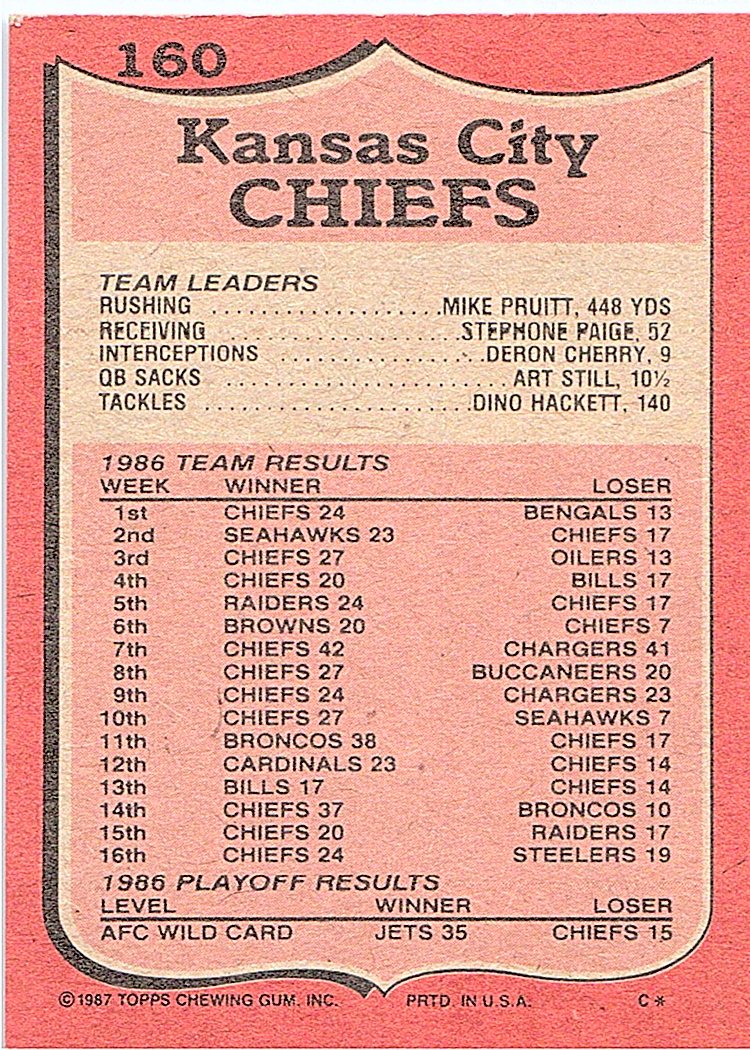 160
Kansas City
CHIEFS
TEAM LEADERS
RUSHING ...................MIKE PRUITT, 448 YDS
RECEIVING ...................STEPHONE PAIGE, 52
INTERCEPTIONS ................DERON CHERRY, 9
QB SACKS .......................ART STILL, 10½
TACKLES ......................DINO HACKETT, 140
1986 TEAM RESULTS
WEEK WINNER LOSER
1st CHIEFS 24 BENGALS 13
2nd SEAHAWKS 23 CHIEFS 17
3rd CHIEFS 27 OILERS 13
4th CHIEFS 20 BILLS 17
5th RAIDERS 24 CHIEFS 17
6th BROWNS 20 CHIEFS 7
7th CHIEFS 42 CHARGERS 41
8th CHIEFS 27 BUCCANEERS 20
9th CHIEFS 24 CHARGERS 23
10th CHIEFS 27 SEAHAWKS 7
11th BRONCOS 38 CHIEFS 17
12th CARDINALS 23 CHIEFS 14
13th BILLS 17 CHIEFS 14
14th CHIEFS 37 BRONCOS 10
15th CHIEFS 20 RAIDERS 17
16th CHIEFS 24 STEELERS 19
1986 PLAYOFF RESULTS
LEVEL WINNER LOSER
AFC WILD CARD JETS 35 CHIEFS 15
©1987 TOPPS CHEWING GUM, INC. PRTD. IN U.S.A. C*